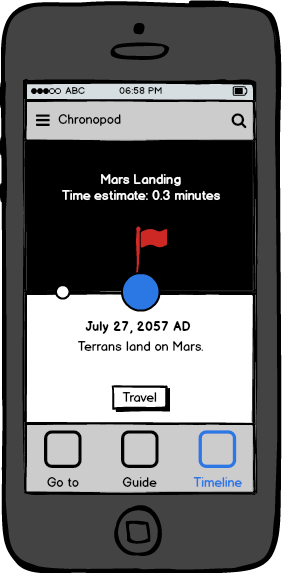 ABC 06:58 PM
Chronopod
Mars Landing
Time estimate: 0.3 minutes
July 27, 2057 AD
Terrans land on Mars.
Travel
Go to Guide Timeline